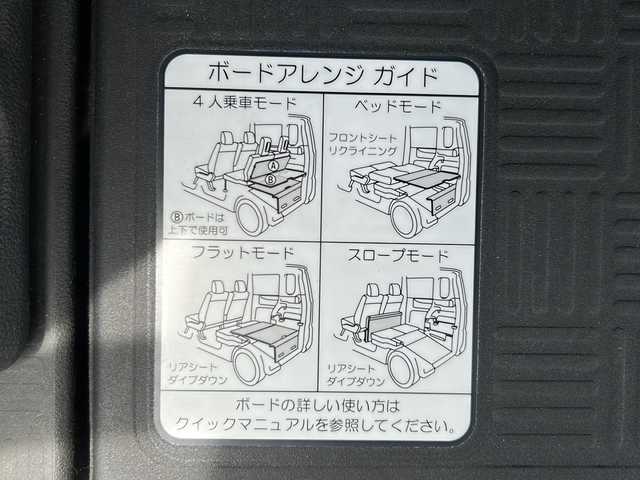 ボードアレンジ ガイド
4人乗車モード
Ⓐ
Ⓑ
Ⓑボードは
上下で使用可
ベッドモード
フロントシート
リクライニング
フラットモード
リアシート
ダイブダウン
スロープモード
リアシート
ダイブダウン
ボードの詳しい使い方は
クイックマニュアルを参照してください。